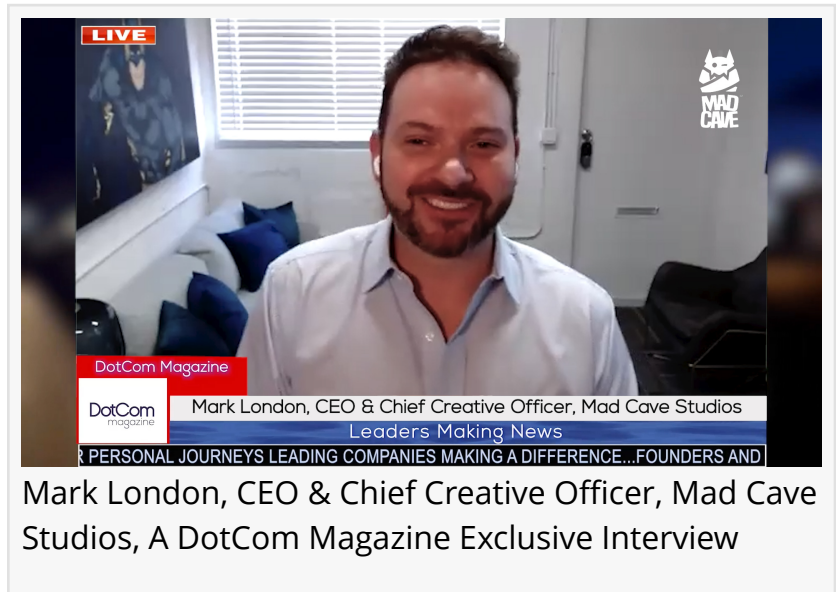 LIVE
MAD
CAVE
DotCom Magazine
DotCom
magazine
Mark London, CEO & Chief Creative Officer, Mad Cave Studios
Leaders Making News
R PERSONAL JOURNEYS LEADING COMPANIES MAKING A DIFFERENCE...FOUNDERS AND
Mark London, CEO & Chief Creative Officer, Mad Cave
Studios, A DotCom Magazine Exclusive Interview